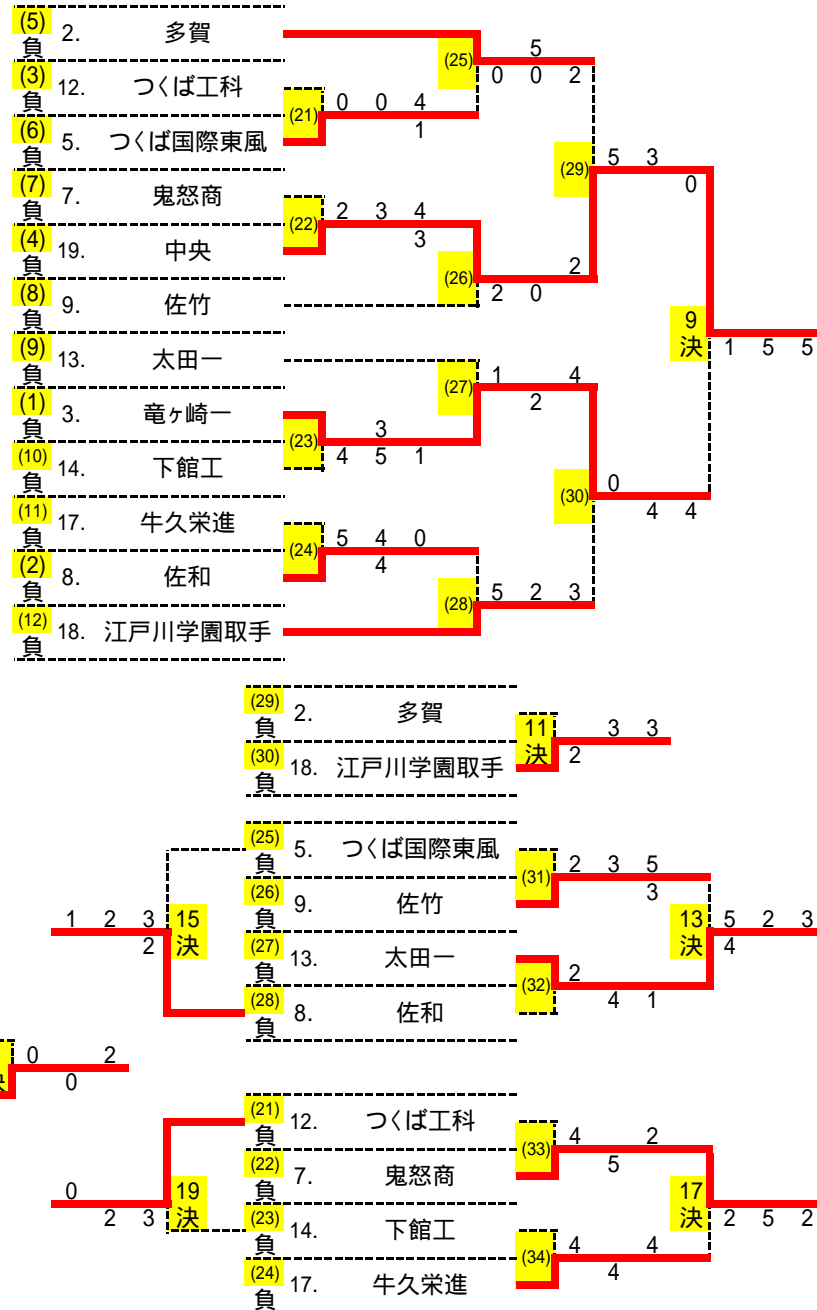 (5) 負 2. 多賀
(25) 5
0 0 2
(3) 負 12. つくば工科
(21) 0 0 4
1
(6) 負 5. つくば国際東風
(29) 5 3
0
(7) 負 7. 鬼怒商
(22) 2 3 4
3
(4) 負 19. 中央
(26) 2
2 0
(8) 負 9. 佐竹
9 決 1 5 5
(9) 負 13. 太田一
(27) 1 4
2
(1) 負 3. 竜ヶ崎一
(23) 3
4 5 1
(10) 負 14. 下館工
(30) 0
4 4
(11) 負 17. 牛久栄進
(24) 5 4 0
4
(2) 負 8. 佐和
(28) 5 2 3
(12) 負 18. 江戸川学園取手
(29) 負 2. 多賀
11 決 3 3
2
(30) 負 18. 江戸川学園取手
(25) 負 5. つくば国際東風
(31) 2 3 5
3
(26) 負 9. 佐竹
1 2 3 15 決
2
13 決 5 2 3
4
(27) 負 13. 太田一
(32) 2
4 1
(28) 負 8. 佐和
0 2
0
(21) 負 12. つくば工科
(33) 4 2
5
(22) 負 7. 鬼怒商
0 19 決
2 3
17 決
2 5 2
(23) 負 14. 下館工
(34) 4 4
4
(24) 負 17. 牛久栄進